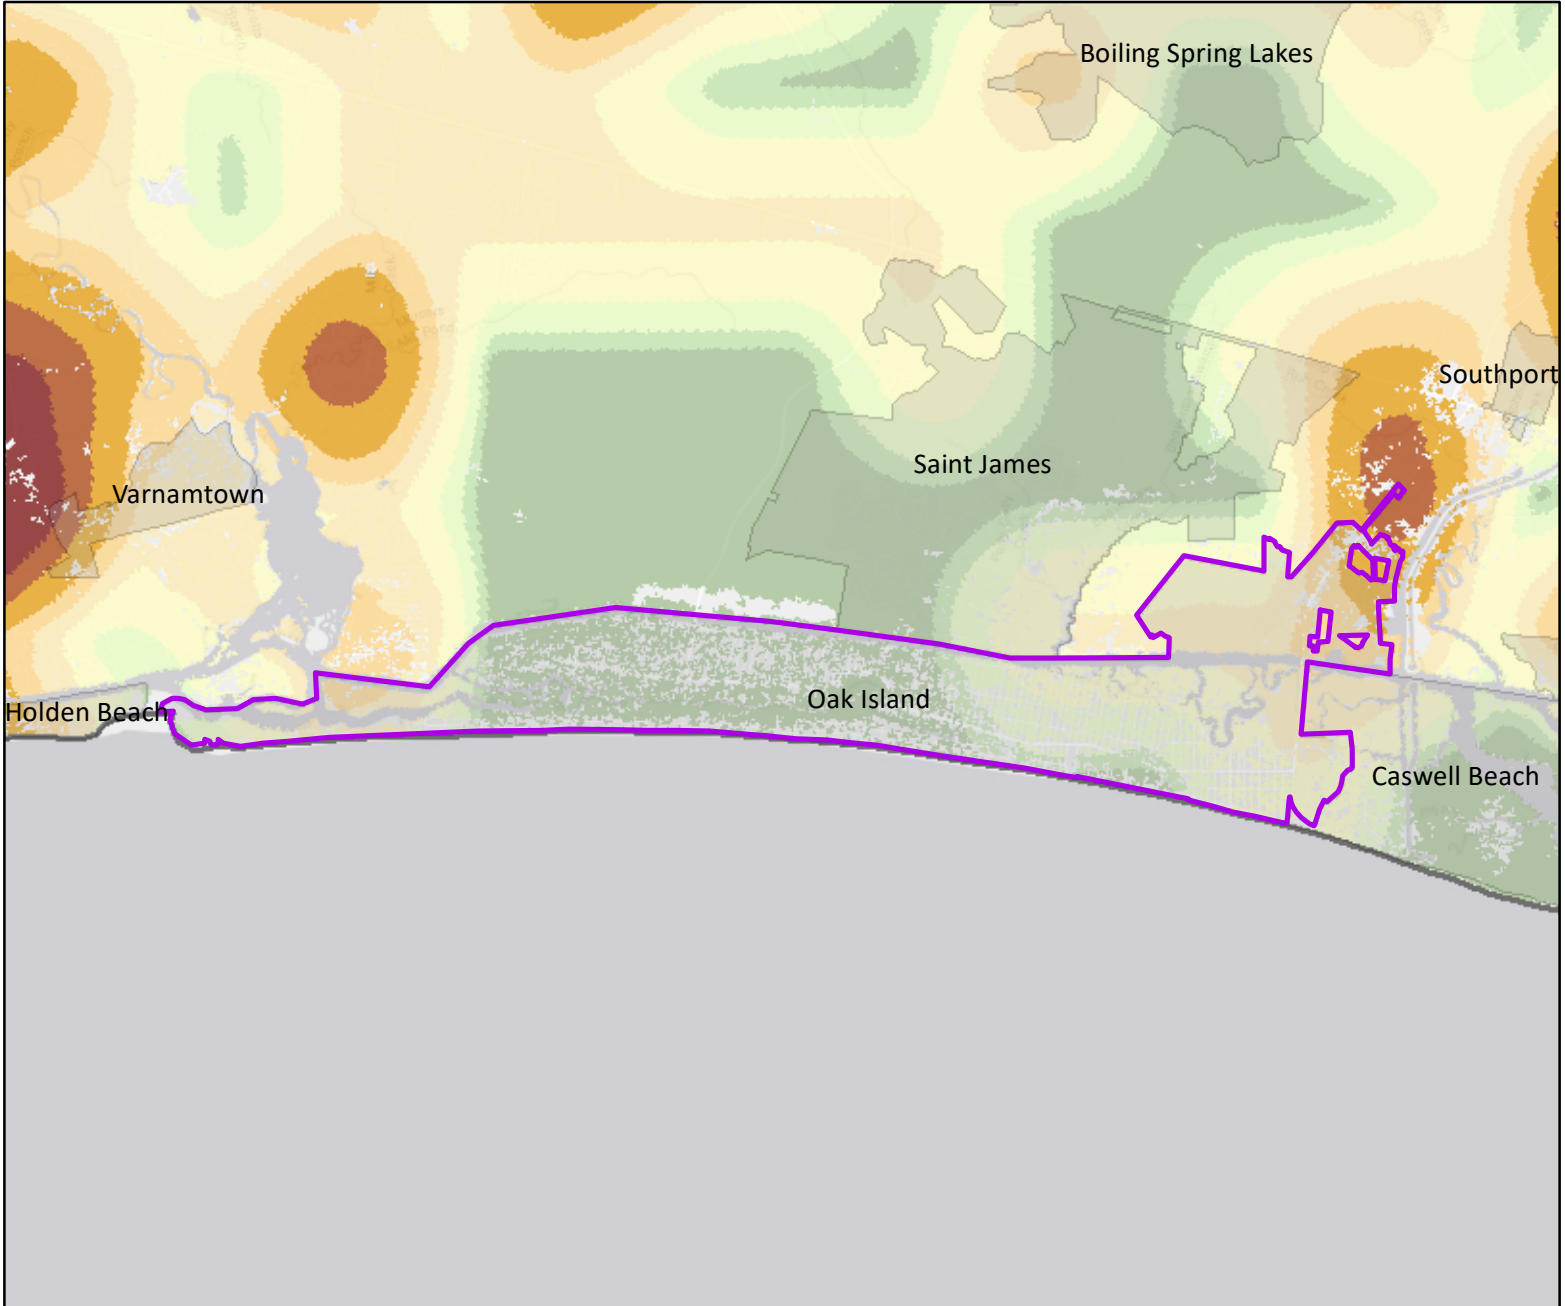 Boiling Spring Lakes
Southport
Saint James
Varnamtown
Oak Island
Holden Beach
Caswell Beach